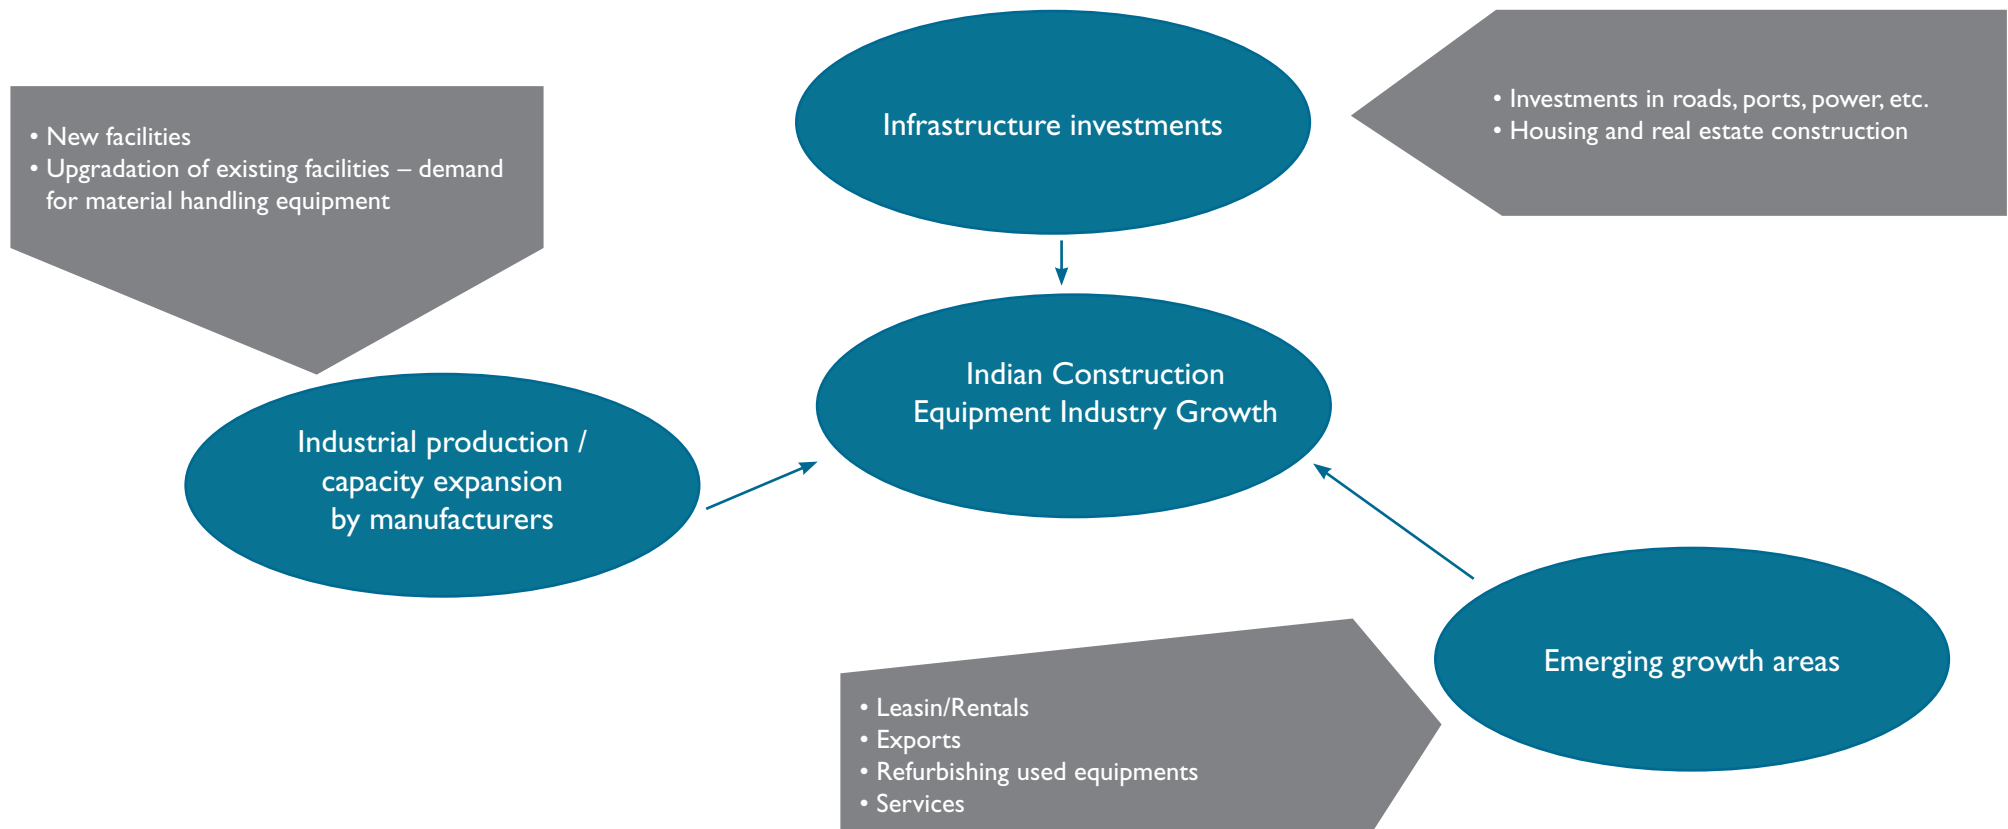 Infrastructure investments
• Investments in roads, ports, power, etc.
• Housing and real estate construction
• New facilities
• Upgradation of existing facilities – demand
for material handling equipment
Indian Construction
Equipment Industry Growth
Industrial production /
capacity expansion
by manufacturers
Emerging growth areas
• Leasin/Rentals
• Exports
• Refurbishing used equipments
• Services